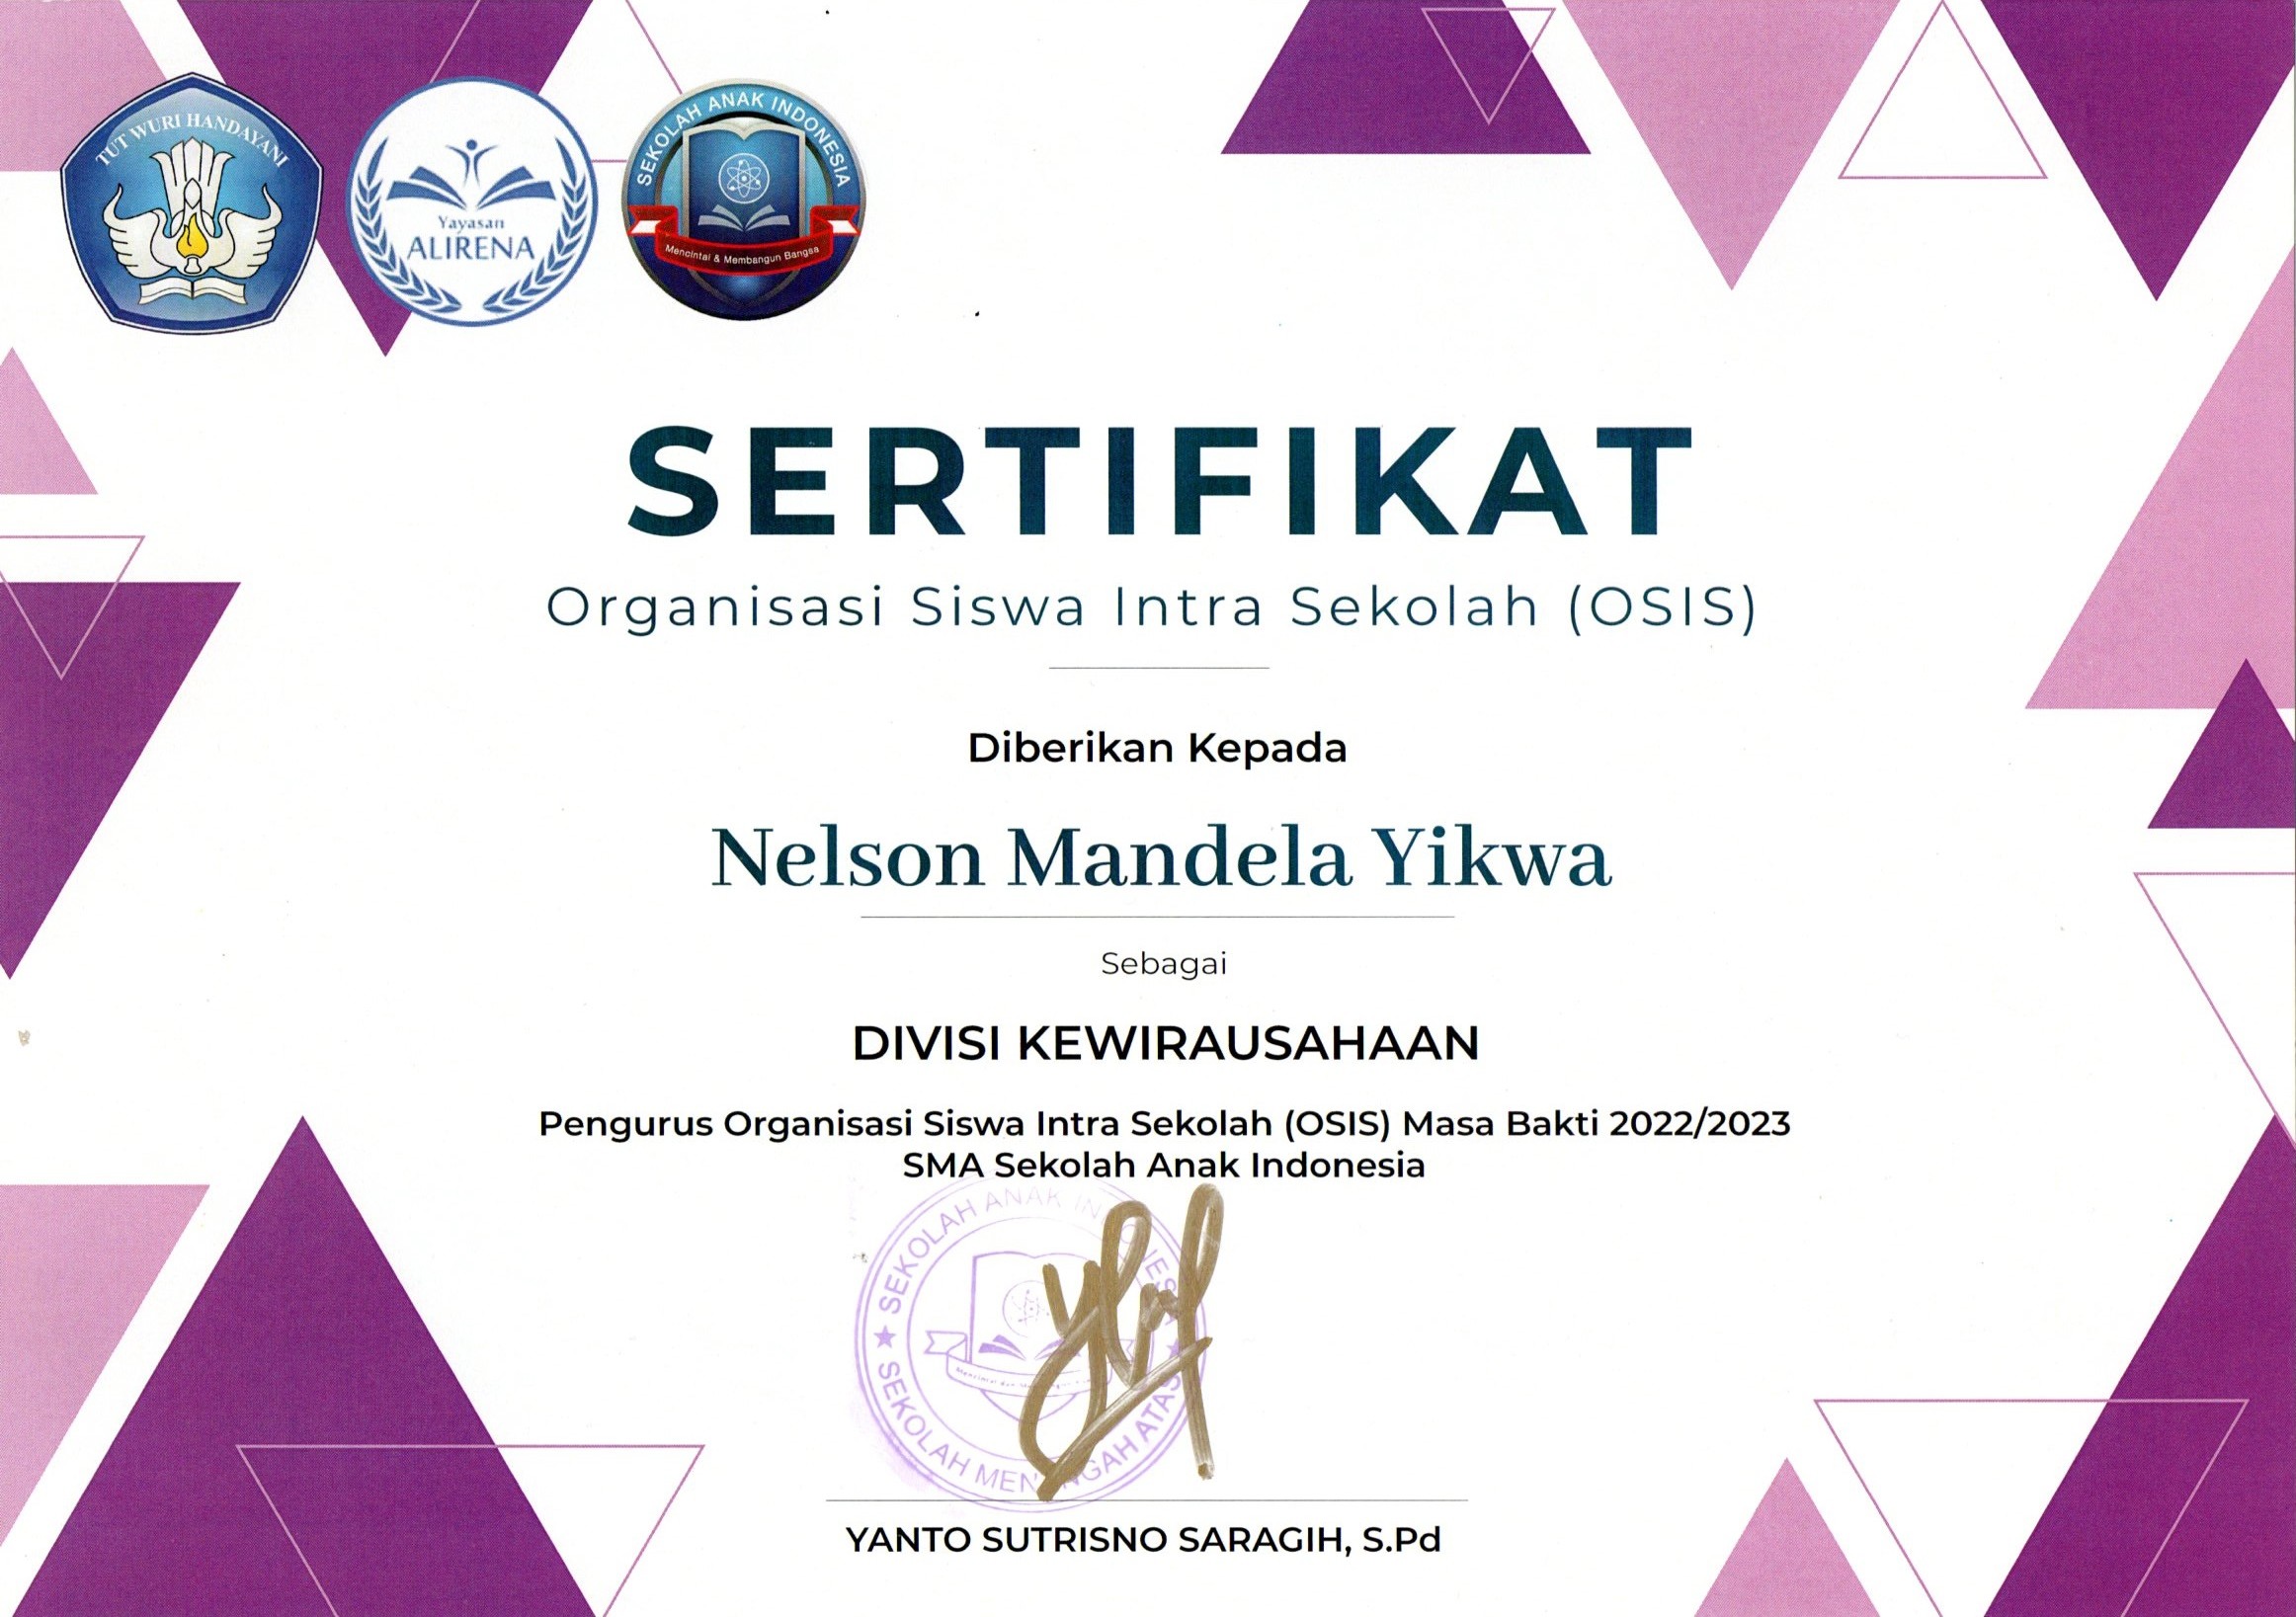 TUT WURI HANDAYANI
Yayasan
ALIRENA
SEKOLAH ANAK INDONESIA
Mencintai & Membangun Bangsa
SERTIFIKAT
Organisasi Siswa Intra Sekolah (OSIS)
Diberikan Kepada
Nelson Mandela Yikwa
Sebagai
DIVISI KEWIRAUSAHAAN
Pengurus Organisasi Siswa Intra Sekolah (OSIS) Masa Bakti 2022/2023
SMA Sekolah Anak Indonesia
SEKOLAH ANAK INDONESIA
SEKOLAH MENENGAH ATAS
YANTO SUTRISNO SARAGIH, S.Pd